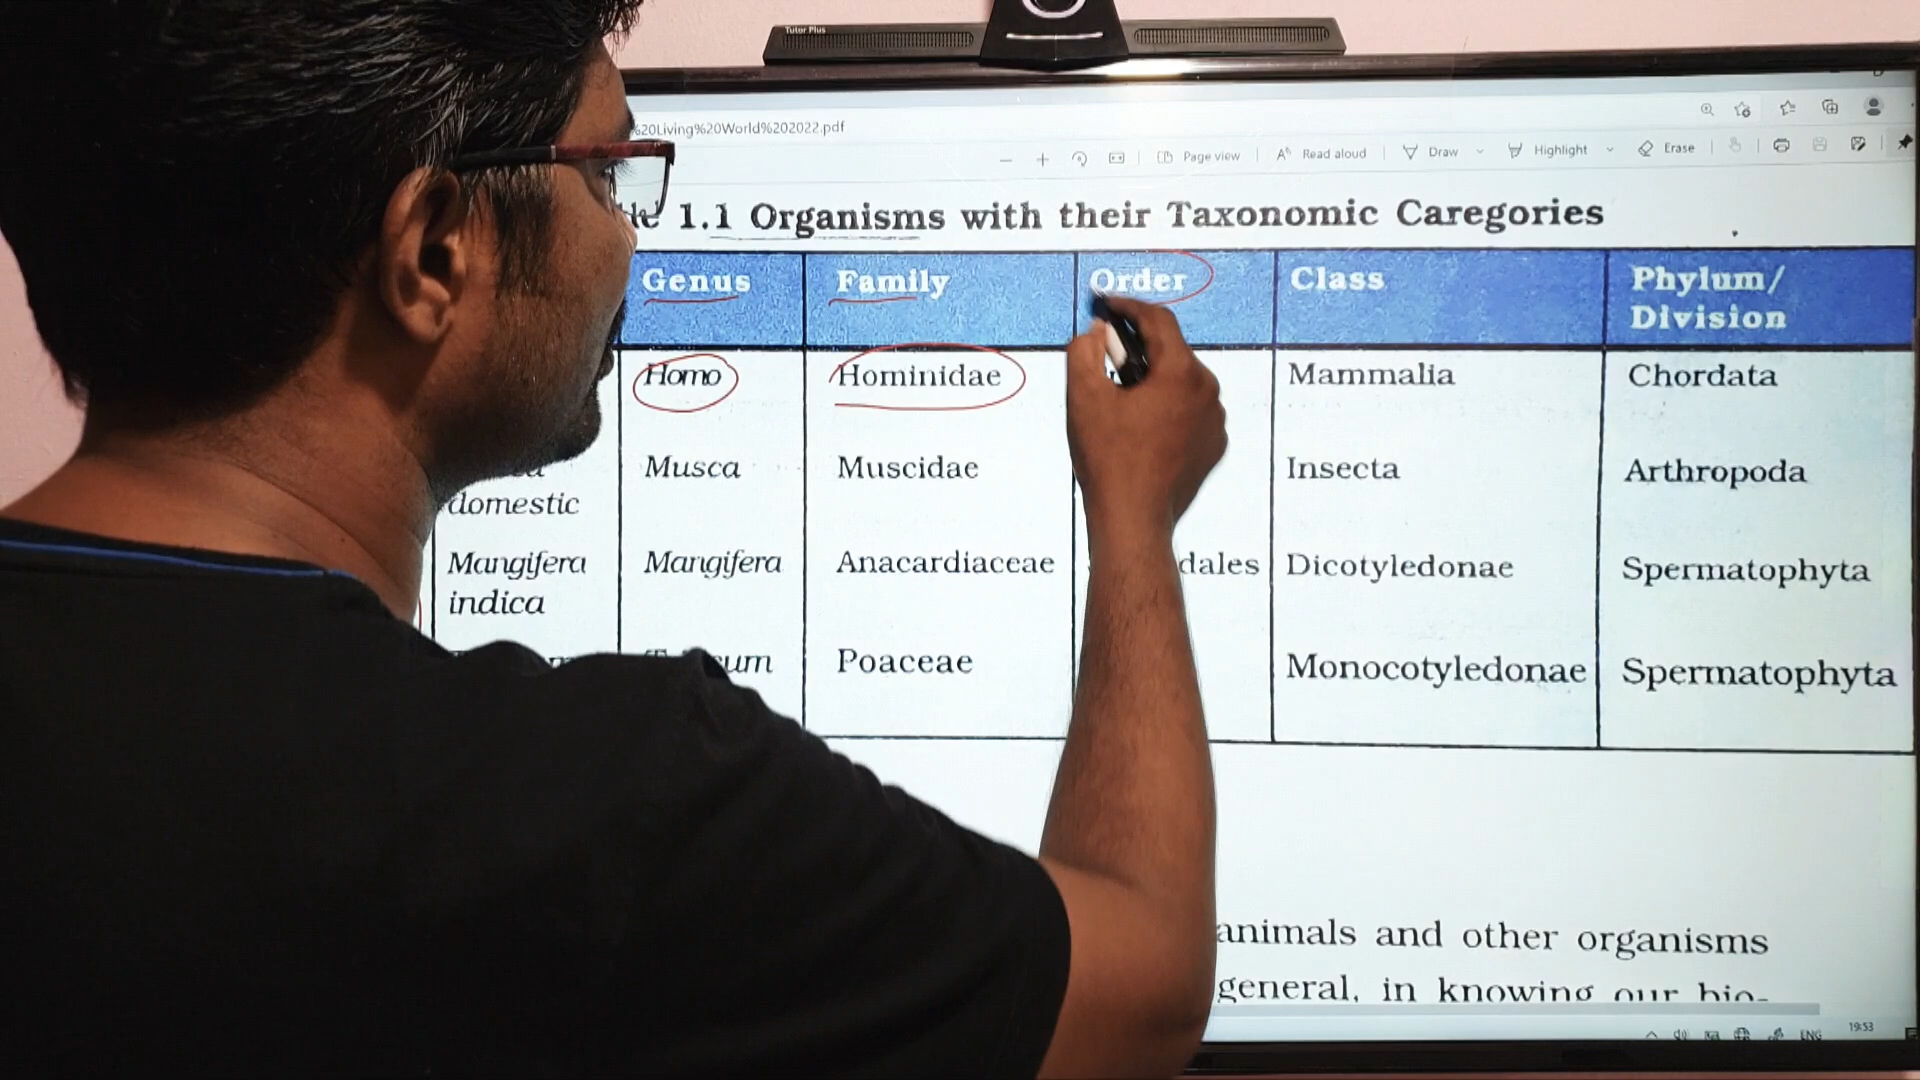 Tutor Plus
%20Living%20World%202022.pdf
Page view Read aloud Draw Highlight Erase
1.1 Organisms with their Taxonomic Caregories
Genus Family Order Class Phylum/
Division
Homo Hominidae Mammalia Chordata
Musca Muscidae Insecta Arthropoda
domestic
Mangifera Mangifera Anacardiaceae dales Dicotyledonae Spermatophyta
indica
um Poaceae Monocotyledonae Spermatophyta
animals and other organisms
general, in knowing our bio-
ENG 19:53